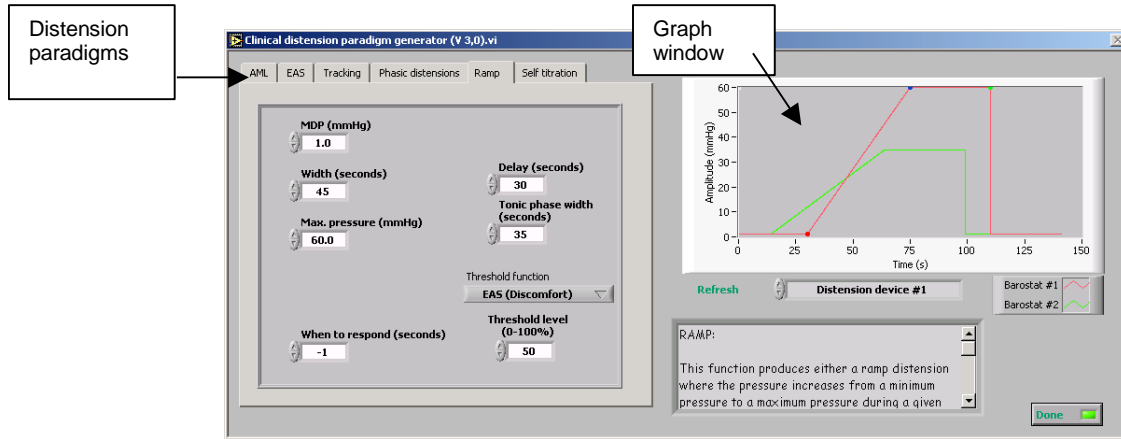 Distension
paradigms
Graph
window
Clinical distension paradigm generator (V 3,0).vi
AML EAS Tracking Phasic distensions Ramp Self titration
MDP (mmHg)
1.0
Width (seconds)
45
Max. pressure (mmHg)
60.0
Delay (seconds)
30
Tonic phase width
(seconds)
35
Threshold function
EAS (Discomfort)
When to respond (seconds)
-1
Threshold level
(0-100%)
50
Amplitude (mmHg)
60
50
40
30
20
10
0
0 25 50 75 100 125 150
Time (s)
Refresh
Distension device #1
Barostat #1
Barostat #2
RAMP:
This function produces either a ramp distension
where the pressure increases from a minimum
pressure to a maximum pressure during a given
Done